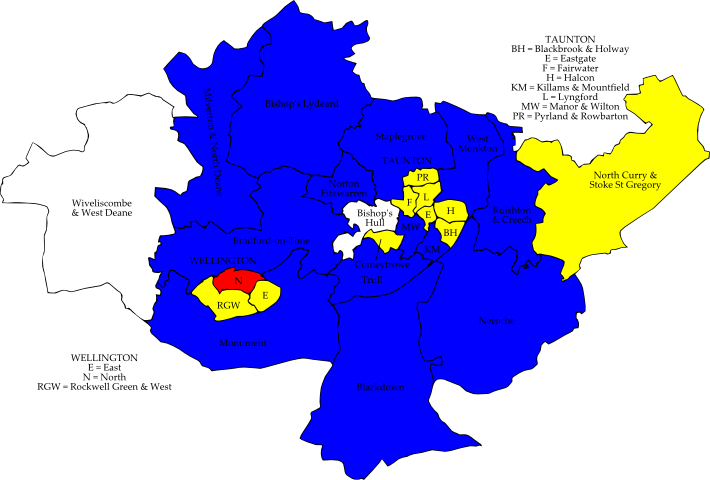 TAUNTON
BH = Blackbrook & Holway
E = Eastgate
F = Fairwater
H = Halcon
KM = Killams & Mountfield
L = Lyngford
MW = Manor & Wilton
PR = Pyrland & Rowbarton
Bishop's Lydeard
Staplegrove
West
Monkton
TAUNTON
PR
North Curry &
Stoke St Gregory
Norton
Fitzwarren
L
F
H
E
Wiveliscombe
& West Deane
Bishop's
Hull
Ruishton
& Creech
MW
BH
Bradford-on-Tone
KM
WELLINGTON
Comeytrowe
Trull
N
E
RGW
Neroche
Monument
WELLINGTON
E = East
N = North
RGW = Rockwell Green & West
Blackdown